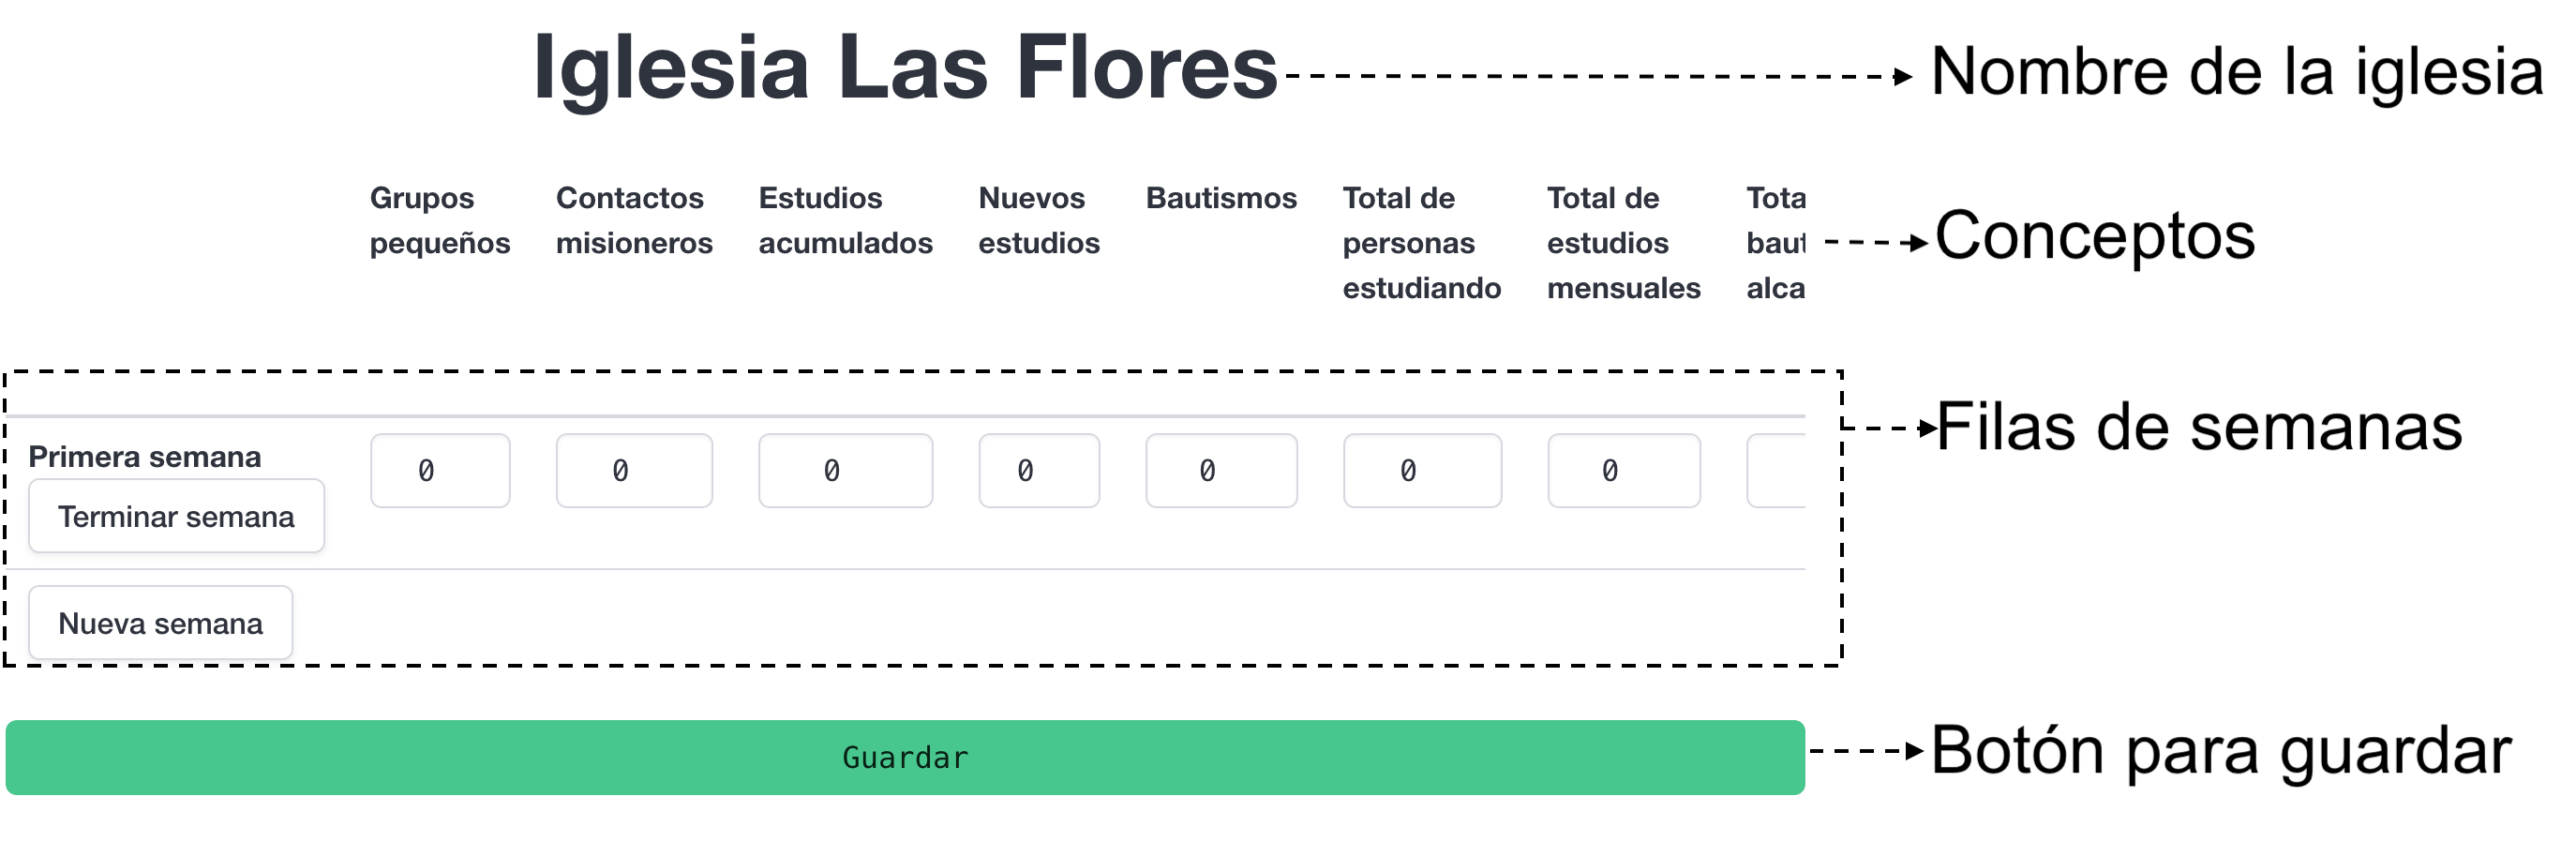 Iglesia Las Flores
Nombre de la iglesia
Grupos pequeños
Contactos misioneros
Estudios acumulados
Nuevos estudios
Bautismos
Total de personas estudiando
Total de estudios mensuales
Tota
baut
alca
Conceptos
Filas de semanas
Primera semana
0 0 0 0 0 0 0
Terminar semana
Nueva semana
Guardar
Botón para guardar